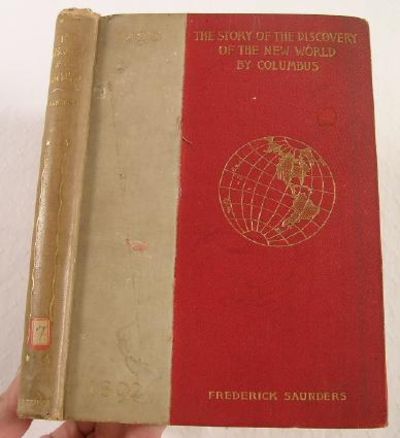 THE STORY OF THE DISCOVERY
OF THE NEW WORLD
BY COLUMBUS
FREDERICK SAUNDERS
1892
7